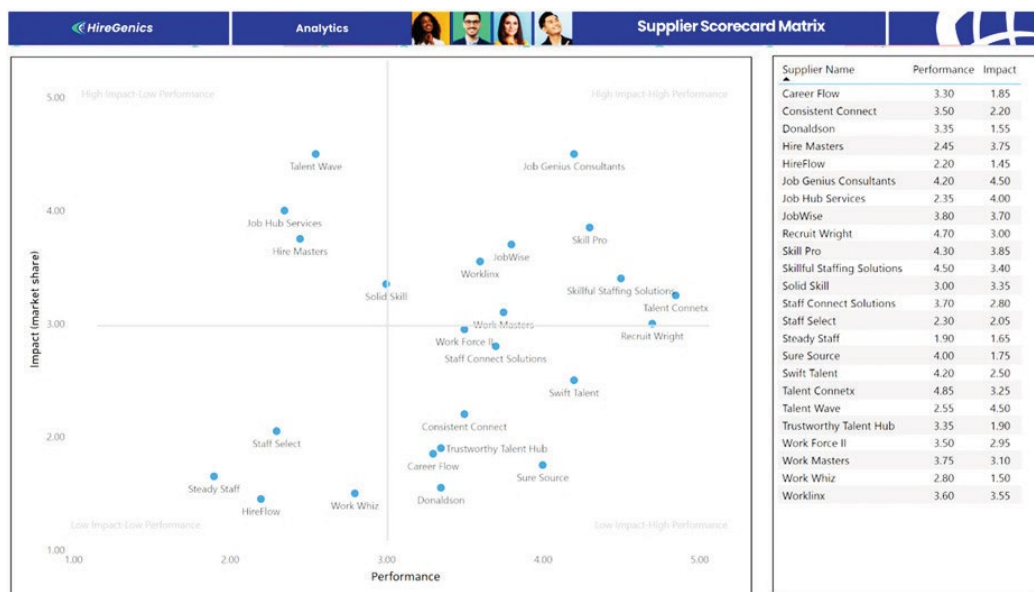 HireGenics
Analytics
Supplier Scorecard Matrix
High Impact-Low Performance
High Impact-High Performance
Low Impact-Low Performance
Low Impact-High Performance
Impact (market share)
5.00
4.00
3.00
2.00
1.00
Talent Wave
Job Genius Consultants
Job Hub Services
Hire Masters
Skill Pro
JobWise
Worklinx
Solid Skill
Skillful Staffing Solutions
Talent Connetx
Work Masters
Recruit Wright
Work Force II
Staff Connect Solutions
Swift Talent
Consistent Connect
Staff Select
Trustworthy Talent Hub
Career Flow
Sure Source
Steady Staff
HireFlow
Work Whiz
Donaldson
1.00 2.00 3.00 4.00 5.00
Performance
Supplier Name Performance Impact
Career Flow 3.30 1.85
Consistent Connect 3.50 2.20
Donaldson 3.35 1.55
Hire Masters 2.45 3.75
HireFlow 2.20 1.45
Job Genius Consultants 4.20 4.50
Job Hub Services 2.35 4.00
JobWise 3.80 3.70
Recruit Wright 4.70 3.00
Skill Pro 4.30 3.85
Skillful Staffing Solutions 4.50 3.40
Solid Skill 3.00 3.35
Staff Connect Solutions 3.70 2.80
Staff Select 2.30 2.05
Steady Staff 1.90 1.65
Sure Source 4.00 1.75
Swift Talent 4.20 2.50
Talent Connetx 4.85 3.25
Talent Wave 2.55 4.50
Trustworthy Talent Hub 3.35 1.90
Work Force II 3.50 2.95
Work Masters 3.75 3.10
Work Whiz 2.80 1.50
Worklinx 3.60 3.55